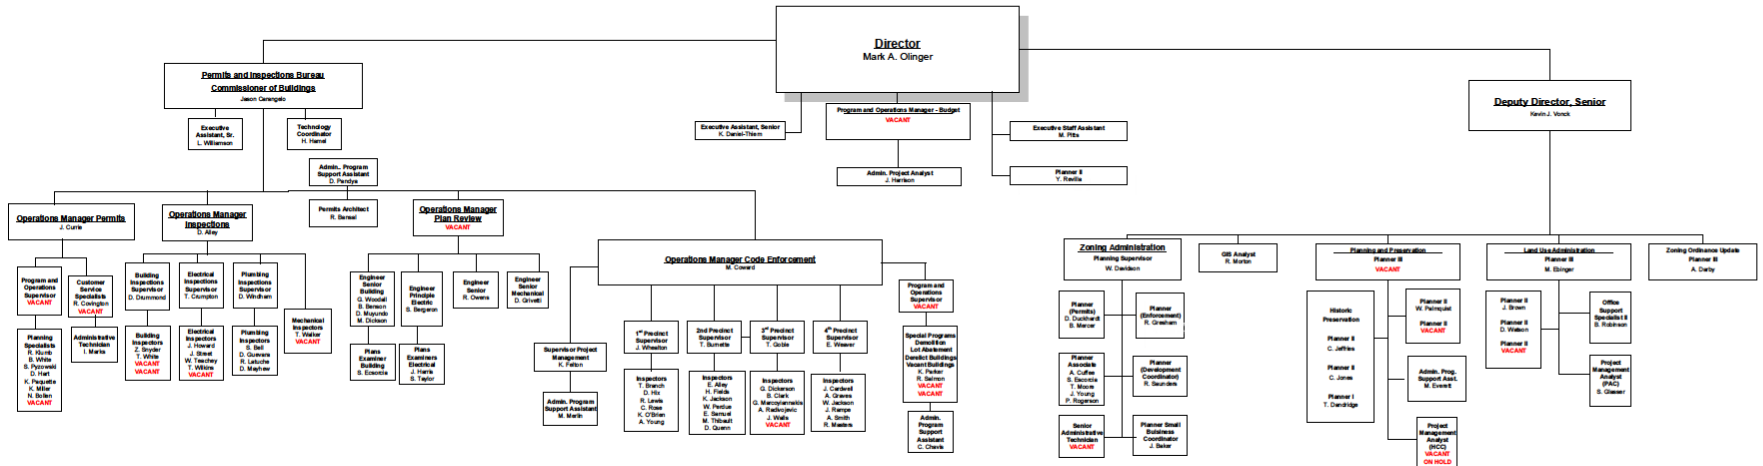 Director
Mark A. Olinger
Permits and Inspections Bureau
Commissioner of Buildings
Jason Carangelo
Executive
Assistant, Sr.
L. Williamson
Technology
Coordinator
H. Hamel
Executive Assistant, Senior
K. Daniel-Thiem
Program and Operations Manager - Budget
VACANT
Admin. Project Analyst
J. Harrison
Executive Staff Assistant
M. Pitts
Planner II
Y. Reville
Deputy Director, Senior
Kevin J. Vonck
Admin.. Program
Support Assistant
D. Pandya
Permits Architect
R. Bansal
Operations Manager Permits
J. Currie
Program and
Operations
Supervisor
VACANT
Customer
Service
Specialists
R. Covington
VACANT
Planning
Specialists
R. Klumb
B. White
S. Pyzowski
D. Hart
K. Paquette
K. Miller
N. Bollen
VACANT
Administrative
Technician
I. Marks
Operations Manager
Inspections
D. Alley
Building
Inspections
Supervisor
D. Drummond
Electrical
Inspections
Supervisor
T. Crumpton
Plumbing
Inspections
Supervisor
D. Windham
Building
Inspectors
Z. Snyder
T. White
VACANT
VACANT
Electrical
Inspectors
J. Howard
J. Street
W. Teachey
T. Wilkins
VACANT
Plumbing
Inspectors
S. Bell
D. Guevara
R. Latuche
D. Mayhew
Mechanical
Inspectors
T. Walker
VACANT
Operations Manager
Plan Review
VACANT
Engineer
Senior
Building
G. Woodall
B. Benson
D. Muyundo
M. Dickson
Engineer
Principle
Electric
S. Bergeron
Engineer
Senior
R. Owens
Engineer
Senior
Mechanical
D. Grivetti
Plans
Examiner
Building
S. Escorcia
Plans
Examiners
Electrical
J. Harris
S. Taylor
Operations Manager Code Enforcement
M. Coward
Supervisor Project
Management
K. Felton
Admin. Program
Support Assistant
M. Merlin
1st Precinct
Supervisor
J. Whealton
2nd Precinct
Supervisor
T. Burnette
3rd Precinct
Supervisor
T. Goble
4th Precinct
Supervisor
E. Weaver
Inspectors
T. Branch
D. Hix
R. Lewis
C. Rose
K. O'Brien
A. Young
Inspectors
E. Alley
H. Fields
K. Jackson
W. Perdue
E. Samuel
M. Thibault
D. Quenn
Inspectors
G. Dickerson
B. Clark
G. Marcoyiannakis
A. Radivojevic
J. Walls
VACANT
Inspectors
J. Cardwell
A. Graves
W. Jackson
J. Rampe
A. Smith
R. Masters
Program and
Operations
Supervisor
VACANT
Special Programs
Demolition
Lot Abatement
Derelict Buildings
Vacant Buildings
K. Parker
R. Salmon
VACANT
VACANT
Admin.
Program
Support
Assistant
C. Chavis
Zoning Administration
Planning Supervisor
W. Davidson
Planner
(Permits)
D. Duckhardt
B. Mercer
Planner
(Enforcement)
R. Gresham
Planner
Associate
A. Cuffee
S. Escorcia
T. Moore
J. Young
P. Rogerson
Planner
(Development
Coordinator)
R. Saunders
Senior
Administrative
Technician
VACANT
Planner Small
Buisiness
Coordinator
J. Baker
GIS Analyst
R. Morton
Planning and Preservation
Planner III
VACANT
Historic
Preservation
Planner II
C. Jeffries
Planner II
C. Jones
Planner I
T. Dandridge
Planner II
W. Palmquist
Planner II
VACANT
Admin. Prog.
Support Asst.
M. Everett
Project
Management
Analyst
(HCC)
VACANT
ON HOLD
Land Use Administration
Planner III
M. Ebinger
Planner II
J. Brown
Planner II
D. Watson
Planner II
VACANT
Office
Support
Specialist II
B. Robinson
Project
Management
Analyst
(PAC)
S. Glasser
Zoning Ordinance Update
Planner III
A. Darby